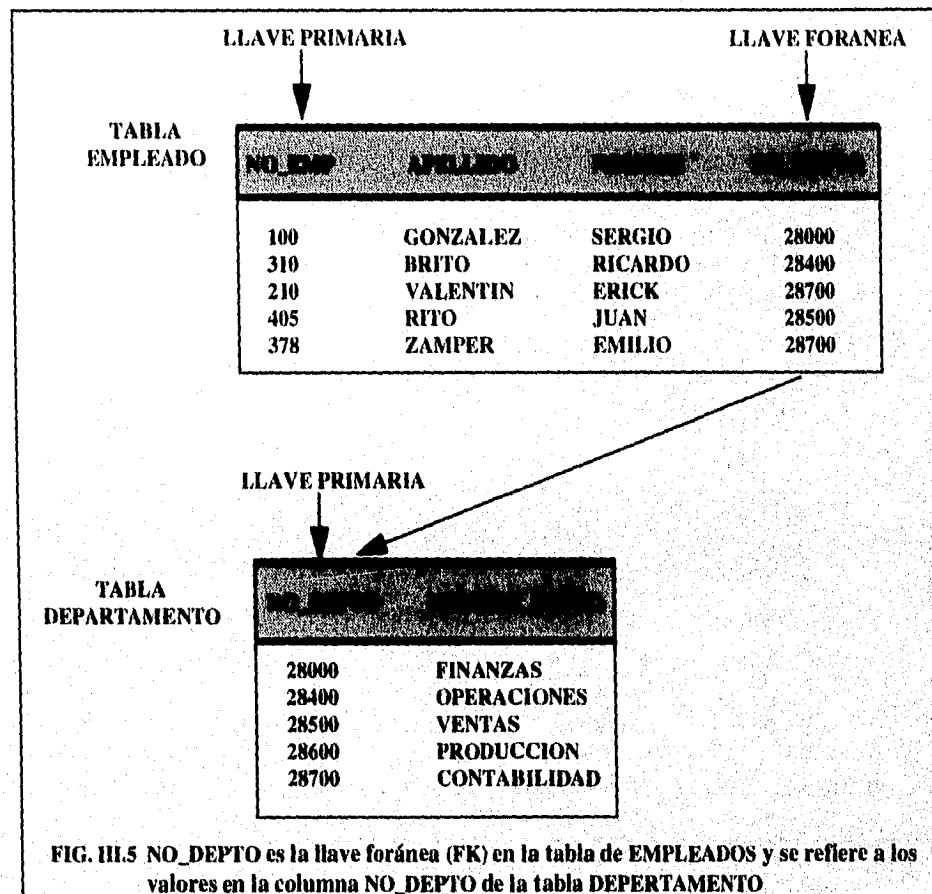 LLAVE PRIMARIA LLAVE FORANEA
TABLA
EMPLEADO
NO_EMP APELLIDO
100 GONZALEZ SERGIO 28000
310 BRITO RICARDO 28400
210 VALENTIN ERICK 28700
405 RITO JUAN 28500
378 ZAMPER EMILIO 28700
LLAVE PRIMARIA
TABLA
DEPARTAMENTO
NO_DEPTO
28000 FINANZAS
28400 OPERACIONES
28500 VENTAS
28600 PRODUCCION
28700 CONTABILIDAD
FIG. III.5 NO_DEPTO es la llave foránea (FK) en la tabla de EMPLEADOS y se refiere a los
valores en la columna NO_DEPTO de la tabla DEPERTAMENTO